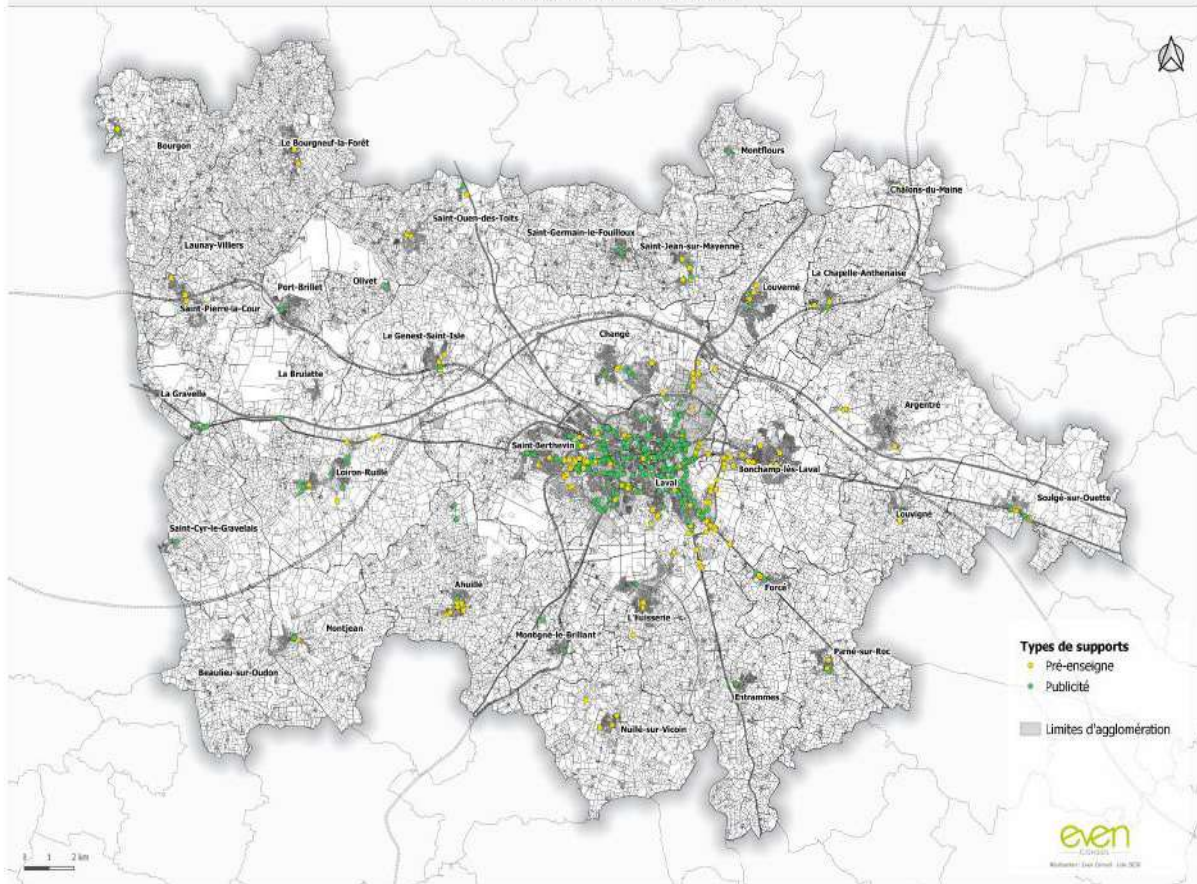 Bourgon
Le Bourgneuf-la-Forêt
Montflours
Châlons-du-Maine
Saint-Ouen-des-Toits
Saint-Germain-le-Fouilloux
Saint-Jean-sur-Mayenne
Launay-Villiers
La Chapelle-Anthenaise
Olivet
Port-Brillet
Louverné
Saint-Pierre-la-Cour
Le Genest-Saint-Isle
Changé
La Brulatte
La Gravelle
Argentré
Saint-Berthevin
Bonchamp-lès-Laval
Loiron-Ruillé
Laval
Soulgé-sur-Ouette
Louvigné
Saint-Cyr-le-Gravelais
Forcé
Ahuillé
L'Huisserie
Montjean
Montigné-le-Brillant
Parné-sur-Roc
Beaulieu-sur-Oudon
Entrammes
Nuillé-sur-Vicoin
Types de supports
Pré-enseigne
Publicité
Limites d'agglomération
even
CONSEIL
0 1 2 km